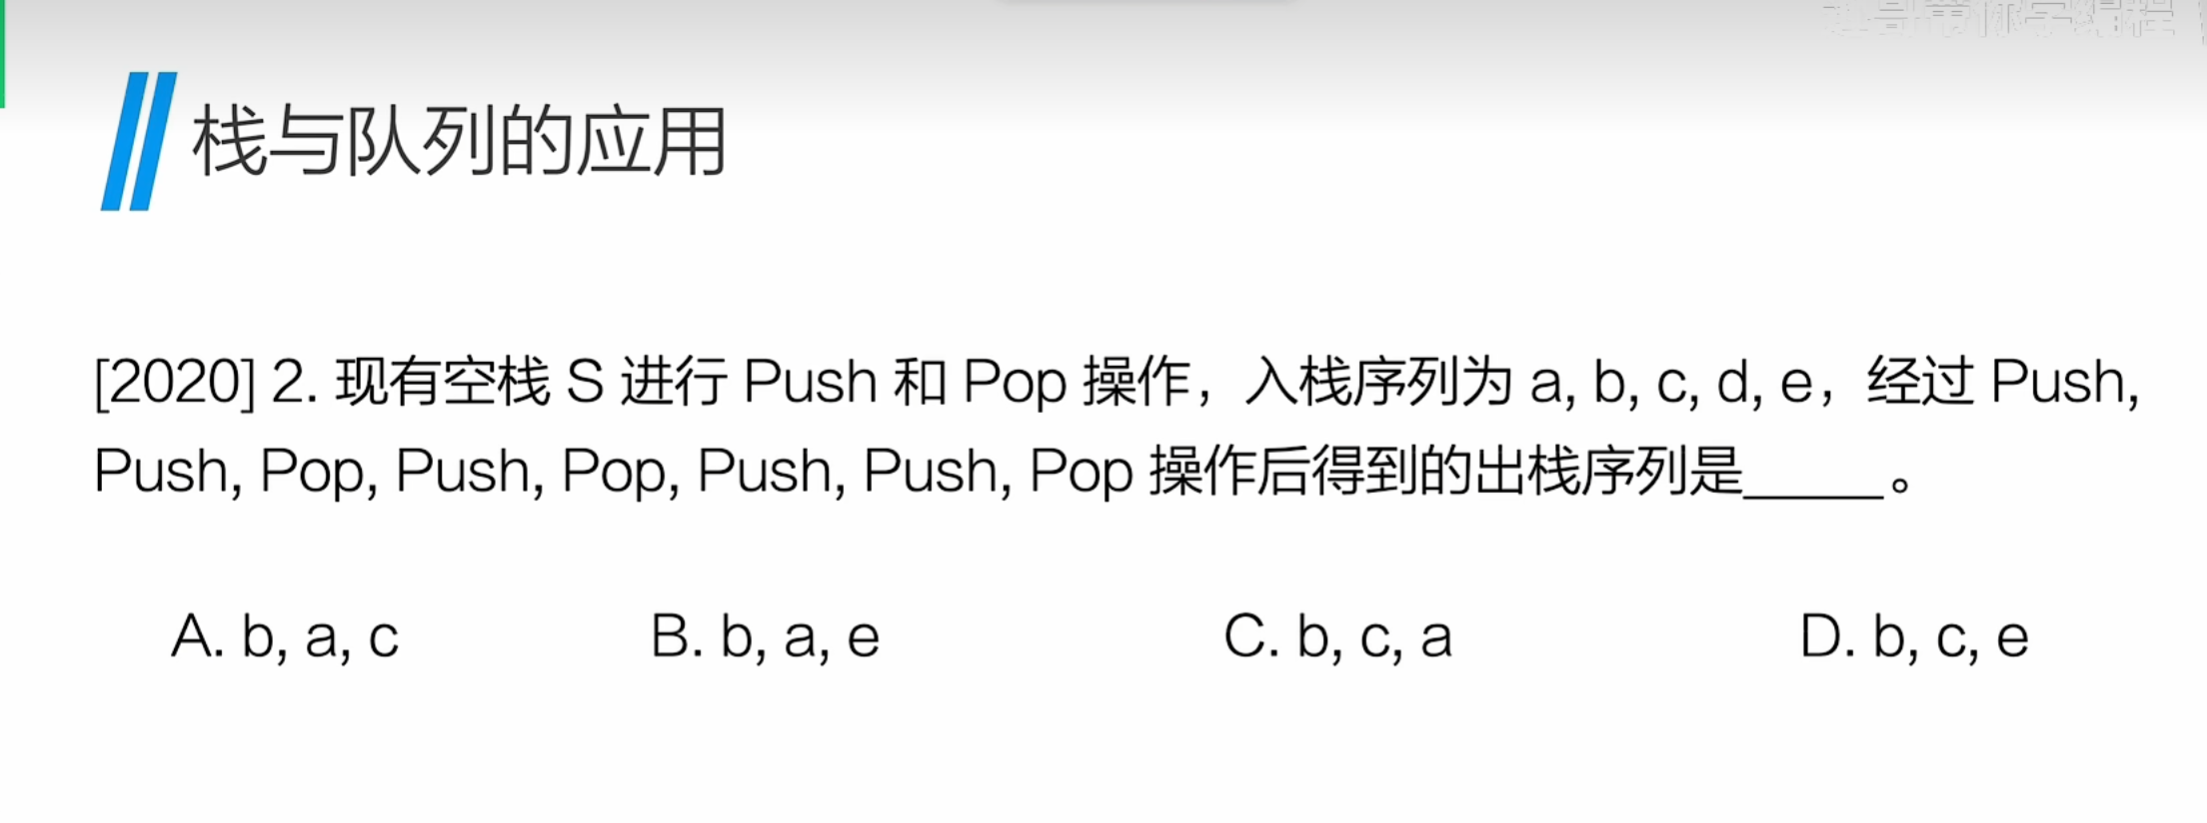 栈与队列的应用
[2020] 2. 现有空栈 S 进行 Push 和 Pop 操作，入栈序列为 a, b, c, d, e，经过 Push,
Push, Pop, Push, Pop, Push, Push, Pop 操作后得到的出栈序列是_____。
A. b, a, c B. b, a, e C. b, c, a D. b, c, e